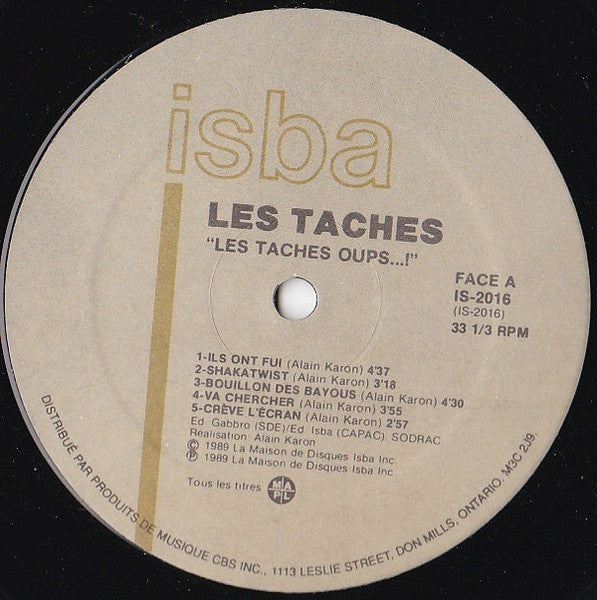 isba
LES TACHES
"LES TACHES OUPS...!"
FACE A
IS-2016
(IS-2016)
33 1/3 RPM
1-ILS ONT FUI (Alain Karon) 4'37
2-SHAKATWIST (Alain Karon) 3'18
3-BOUILLON DES BAYOUS (Alain Karon) 4'30
4-VA CHERCHER (Alain Karon) 3'55
5-CRÈVE L'ÉCRAN (Alain Karon) 2'57
Ed. Gabbro (SDE)/Ed. Isba (CAPAC). SODRAC
Réalisation: Alain Karon
© 1989 La Maison de Disques Isba Inc.
℗ 1989 La Maison de Disques Isba Inc.
Tous les titres MAPL
DISTRIBUÉ PAR PRODUITS DE MUSIQUE CBS INC., 1113 LESLIE STREET, DON MILLS, ONTARIO, M3C 2J9.